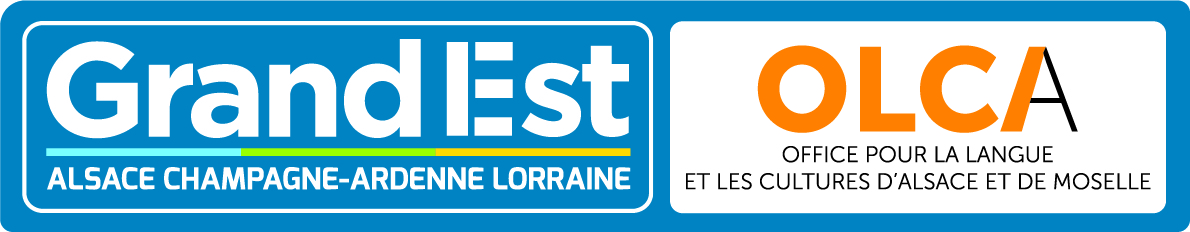 Grand Est
ALSACE CHAMPAGNE-ARDENNE LORRAINE
OLCA
OFFICE POUR LA LANGUE
ET LES CULTURES D'ALSACE ET DE MOSELLE